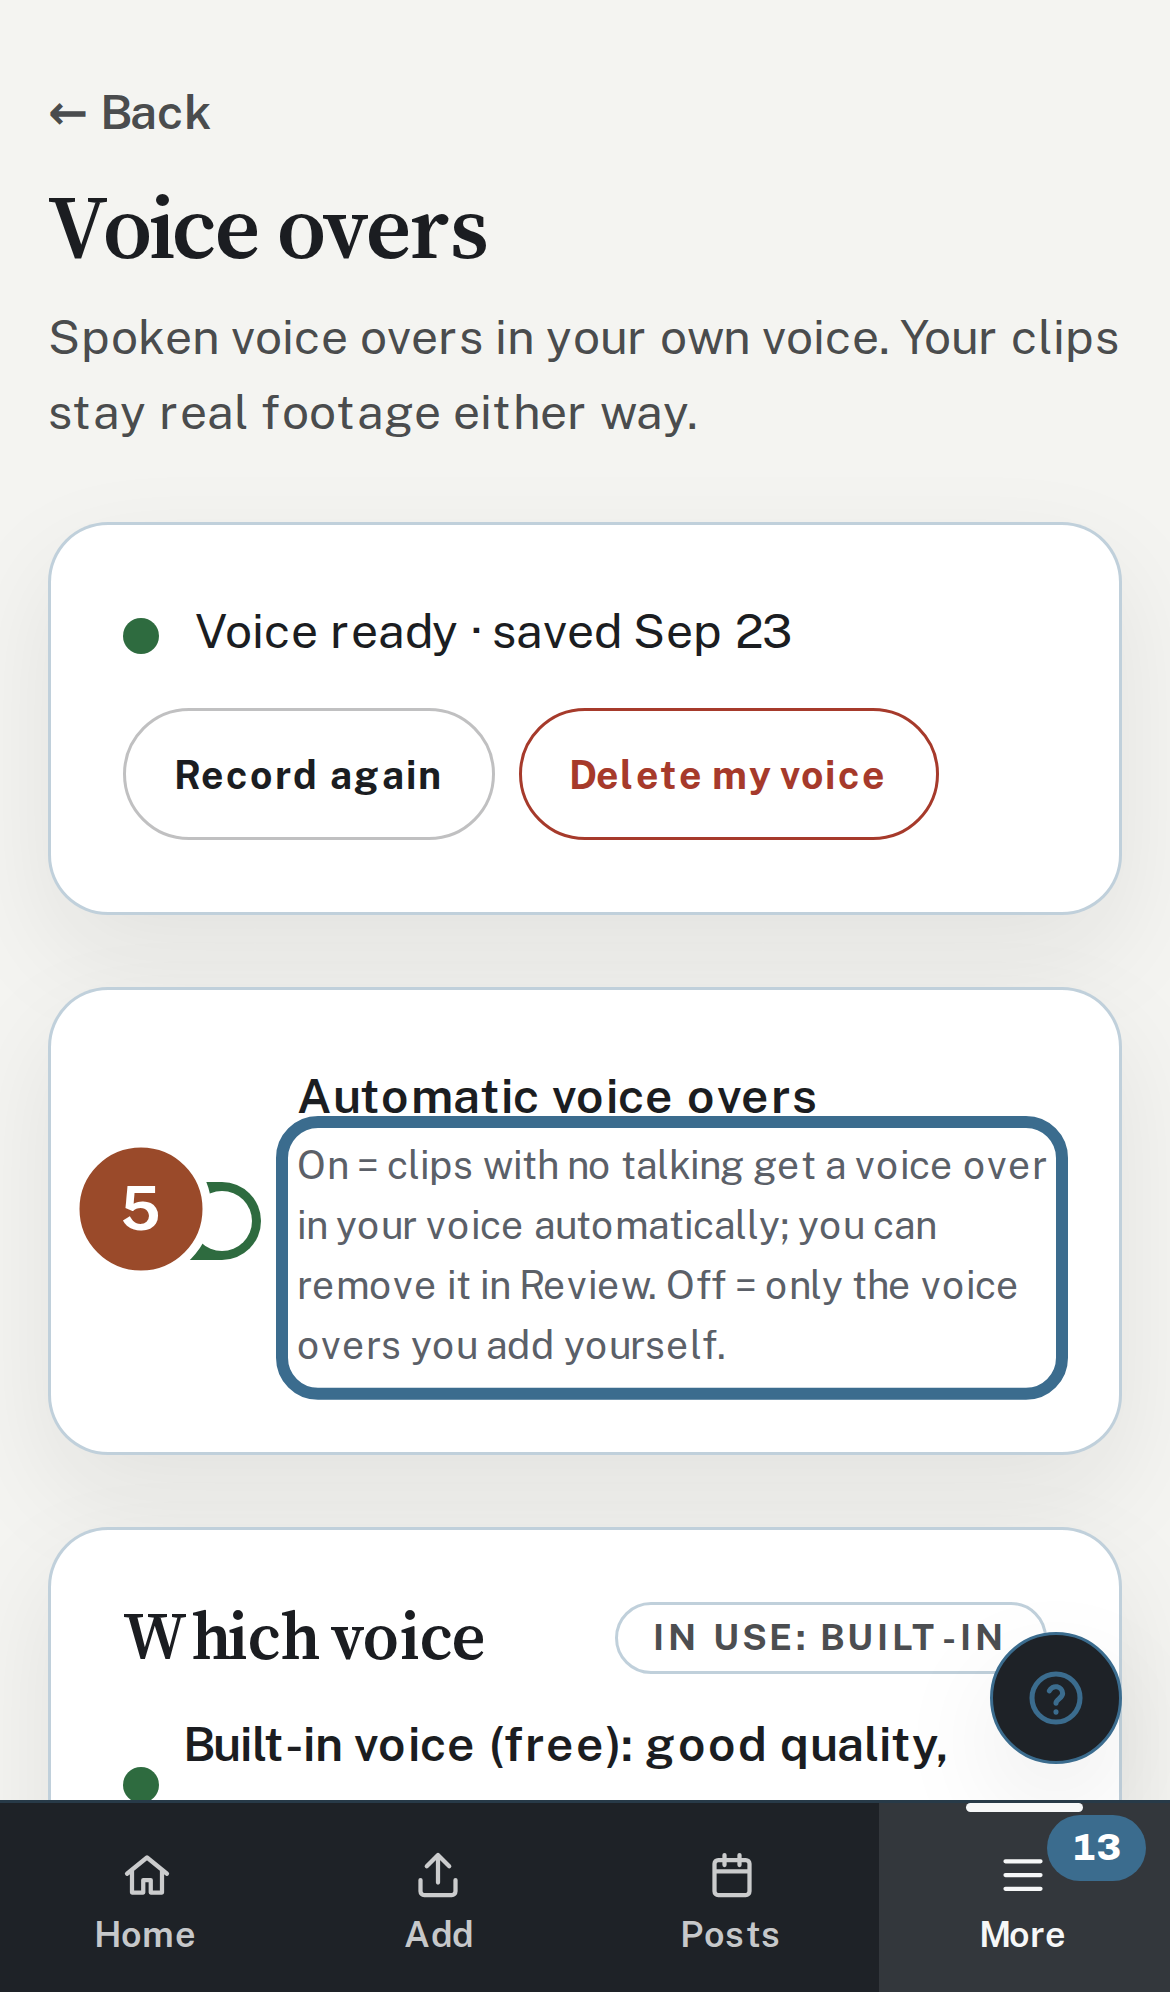 ← Back
Voice overs
Spoken voice overs in your own voice. Your clips
stay real footage either way.
Voice ready · saved Sep 23
Record again
Delete my voice
Automatic voice overs
5
On = clips with no talking get a voice over
in your voice automatically; you can
remove it in Review. Off = only the voice
overs you add yourself.
Which voice
IN USE: BUILT-IN
Built-in voice (free): good quality,
13
Home
Add
Posts
More